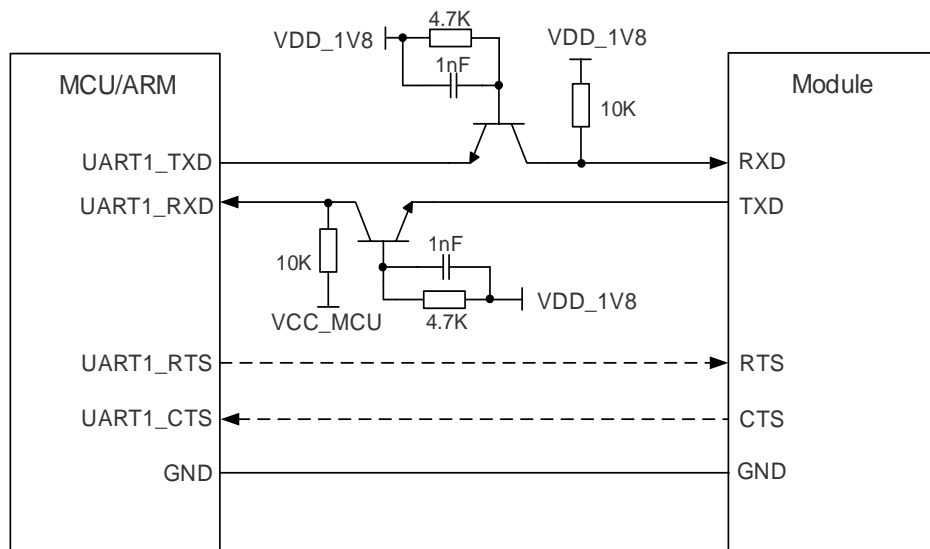 4.7K
VDD_1V8
VDD_1V8
1nF
MCU/ARM
Module
10K
UART1_TXD
RXD
UART1_RXD
TXD
1nF
10K
VDD_1V8
VCC_MCU
4.7K
UART1_RTS
RTS
UART1_CTS
CTS
GND
GND